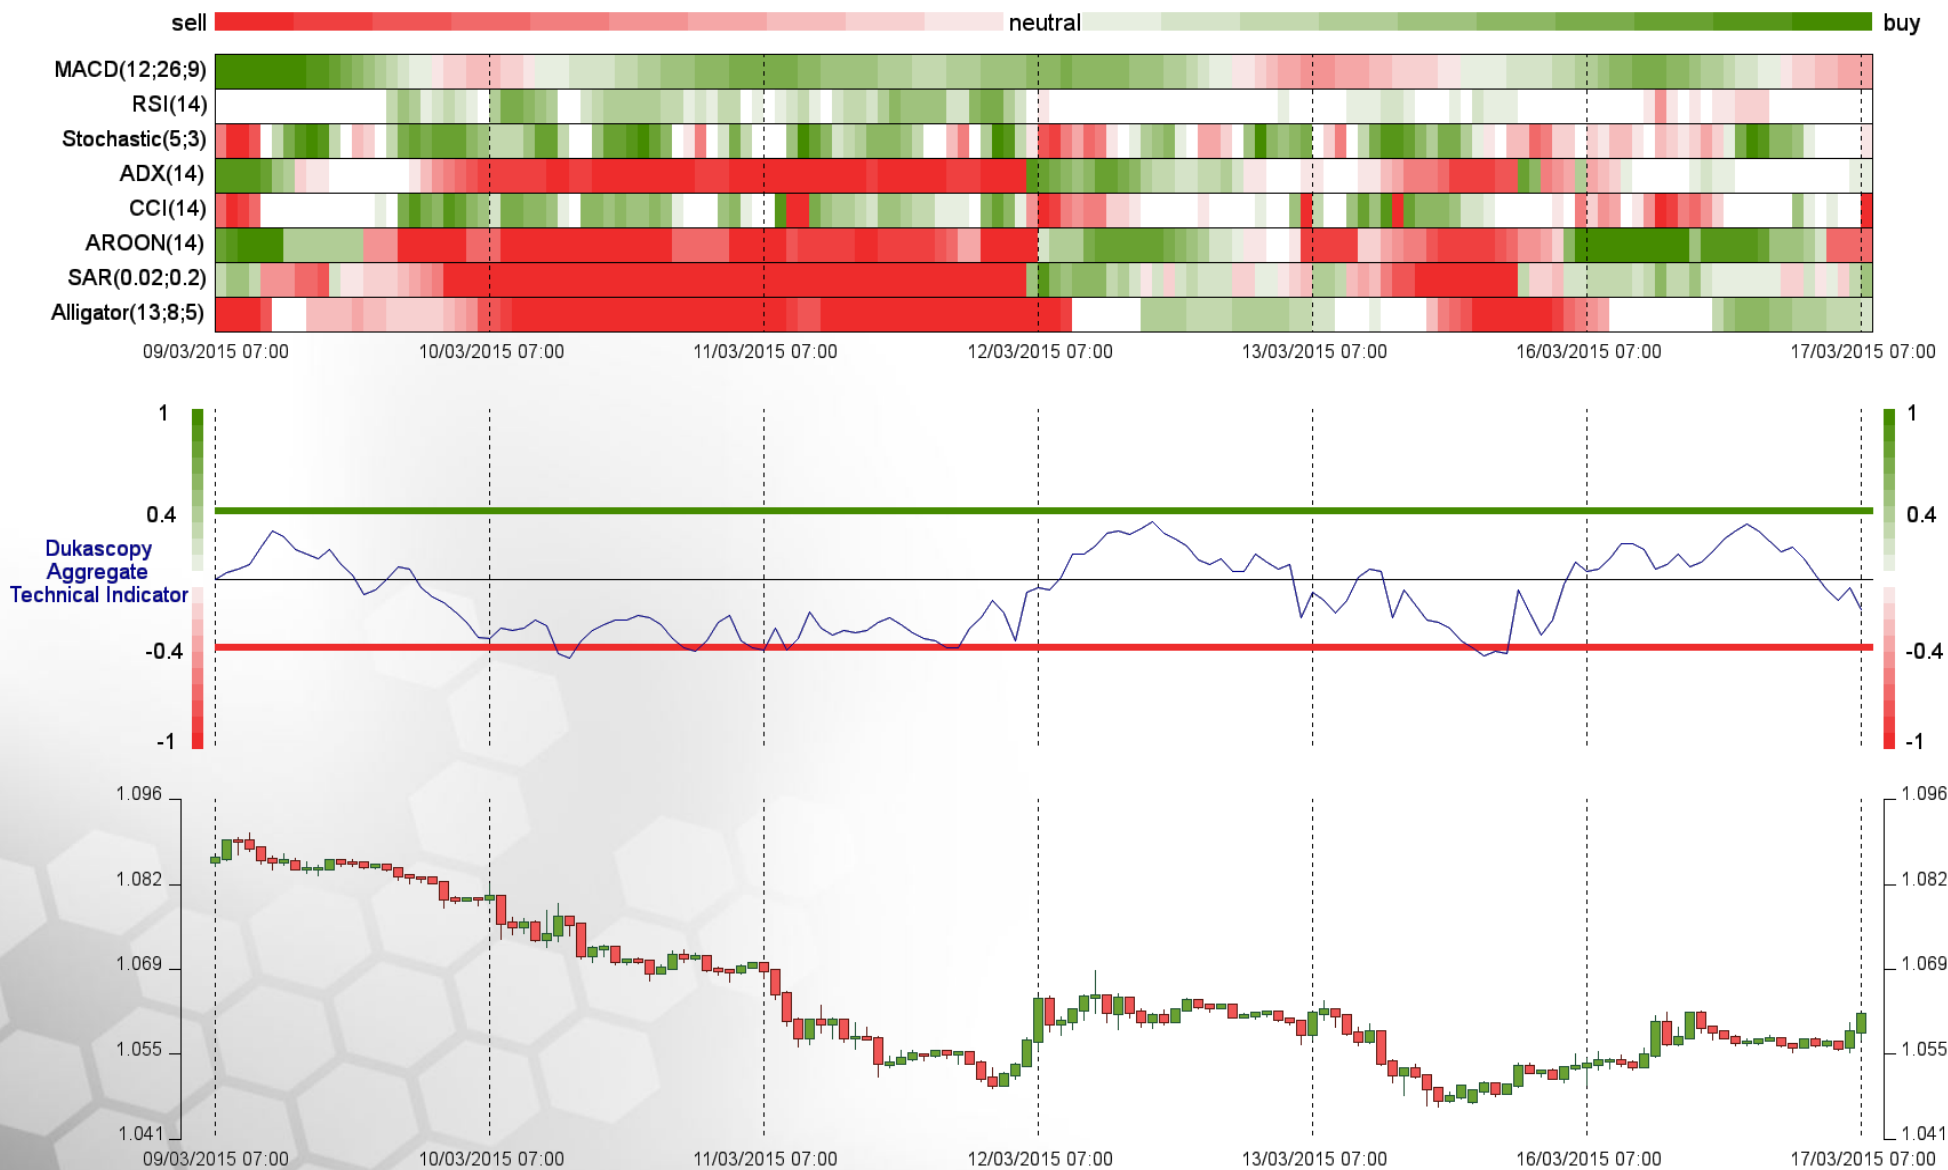 sell neutral buy
MACD(12;26;9)
RSI(14)
Stochastic(5;3)
ADX(14)
CCI(14)
AROON(14)
SAR(0.02;0.2)
Alligator(13;8;5)
09/03/2015 07:00 10/03/2015 07:00 11/03/2015 07:00 12/03/2015 07:00 13/03/2015 07:00 16/03/2015 07:00 17/03/2015 07:00
1 1
0.4 0.4
Dukascopy
Aggregate
Technical Indicator
-0.4 -0.4
-1 -1
1.096 1.096
1.082 1.082
1.069 1.069
1.055 1.055
1.041 1.041
09/03/2015 07:00 10/03/2015 07:00 11/03/2015 07:00 12/03/2015 07:00 13/03/2015 07:00 16/03/2015 07:00 17/03/2015 07:00